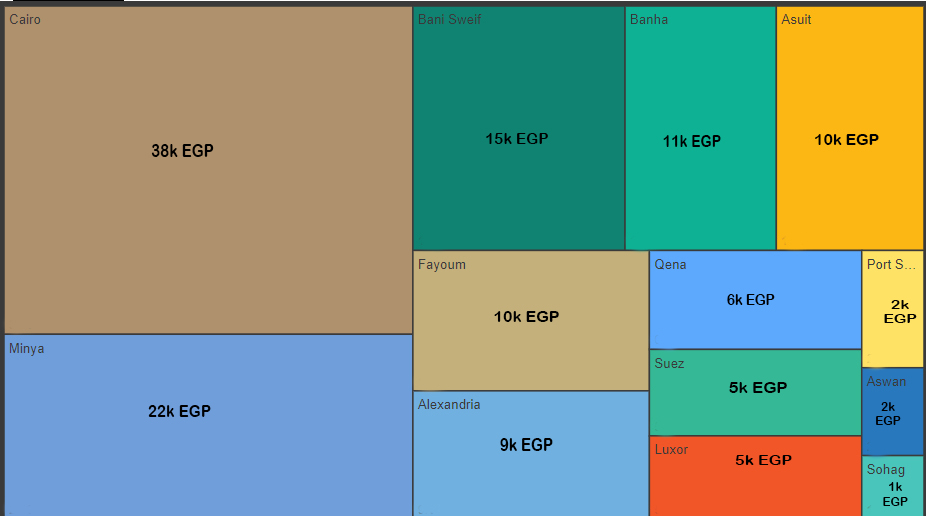 Cairo
38k EGP
Bani Sweif
15k EGP
Banha
11k EGP
Asuit
10k EGP
Minya
22k EGP
Fayoum
10k EGP
Alexandria
9k EGP
Qena
6k EGP
Suez
5k EGP
Luxor
5k EGP
Port S...
2k
EGP
Aswan
2k
EGP
Sohag
1k
EGP